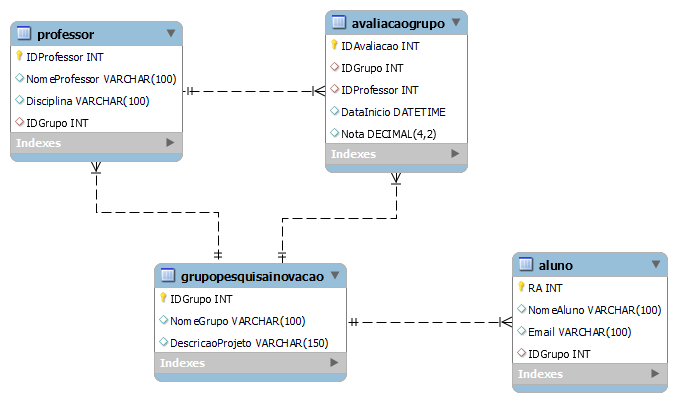 professor
IDProfessor INT
NomeProfessor VARCHAR(100)
Disciplina VARCHAR(100)
IDGrupo INT
Indexes
avaliacaogrupo
IDAvaliacao INT
IDGrupo INT
IDProfessor INT
DataInicio DATETIME
Nota DECIMAL(4,2)
Indexes
grupopesquisainovacao
IDGrupo INT
NomeGrupo VARCHAR(100)
DescricaoProjeto VARCHAR(150)
Indexes
aluno
RA INT
NomeAluno VARCHAR(100)
Email VARCHAR(100)
IDGrupo INT
Indexes